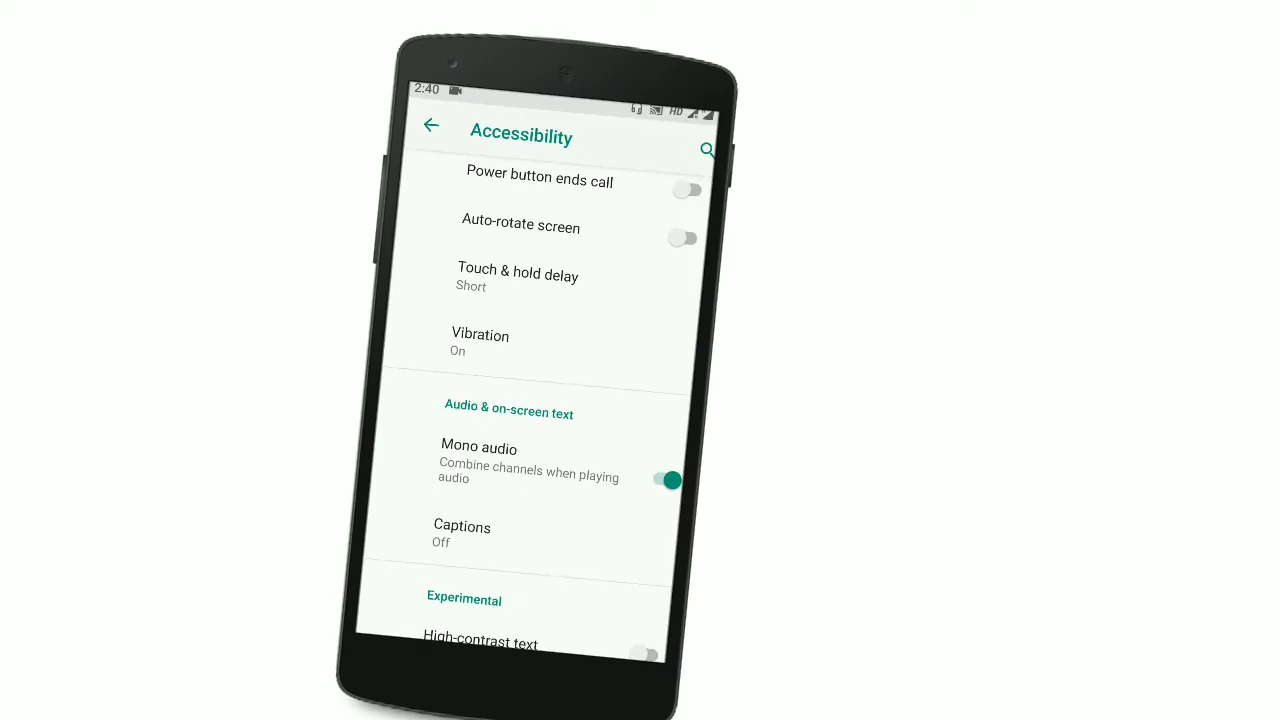 2:40
HD
Accessibility
Power button ends call
Auto-rotate screen
Touch & hold delay
Short
Vibration
On
Audio & on-screen text
Mono audio
Combine channels when playing
audio
Captions
Off
Experimental
High-contrast text